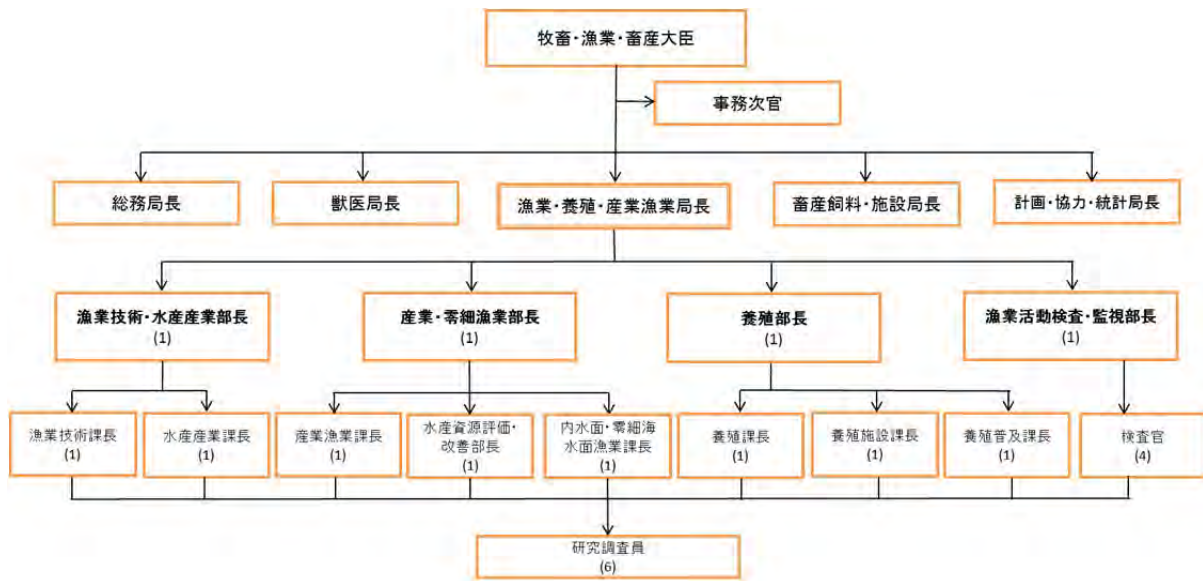 牧畜・漁業・畜産大臣
事務次官
総務局長
獣医局長
漁業・養殖・産業漁業局長
畜産飼料・施設局長
計画・協力・統計局長
漁業技術・水産産業部長
(1)
産業・零細漁業部長
(1)
養殖部長
(1)
漁業活動検査・監視部長
(1)
漁業技術課長
(1)
水産産業課長
(1)
産業漁業課長
(1)
水産資源評価・
改善部長
(1)
内水面・零細海
水面漁業課長
(1)
養殖課長
(1)
養殖施設課長
(1)
養殖普及課長
(1)
検査官
(4)
研究調査員
(6)